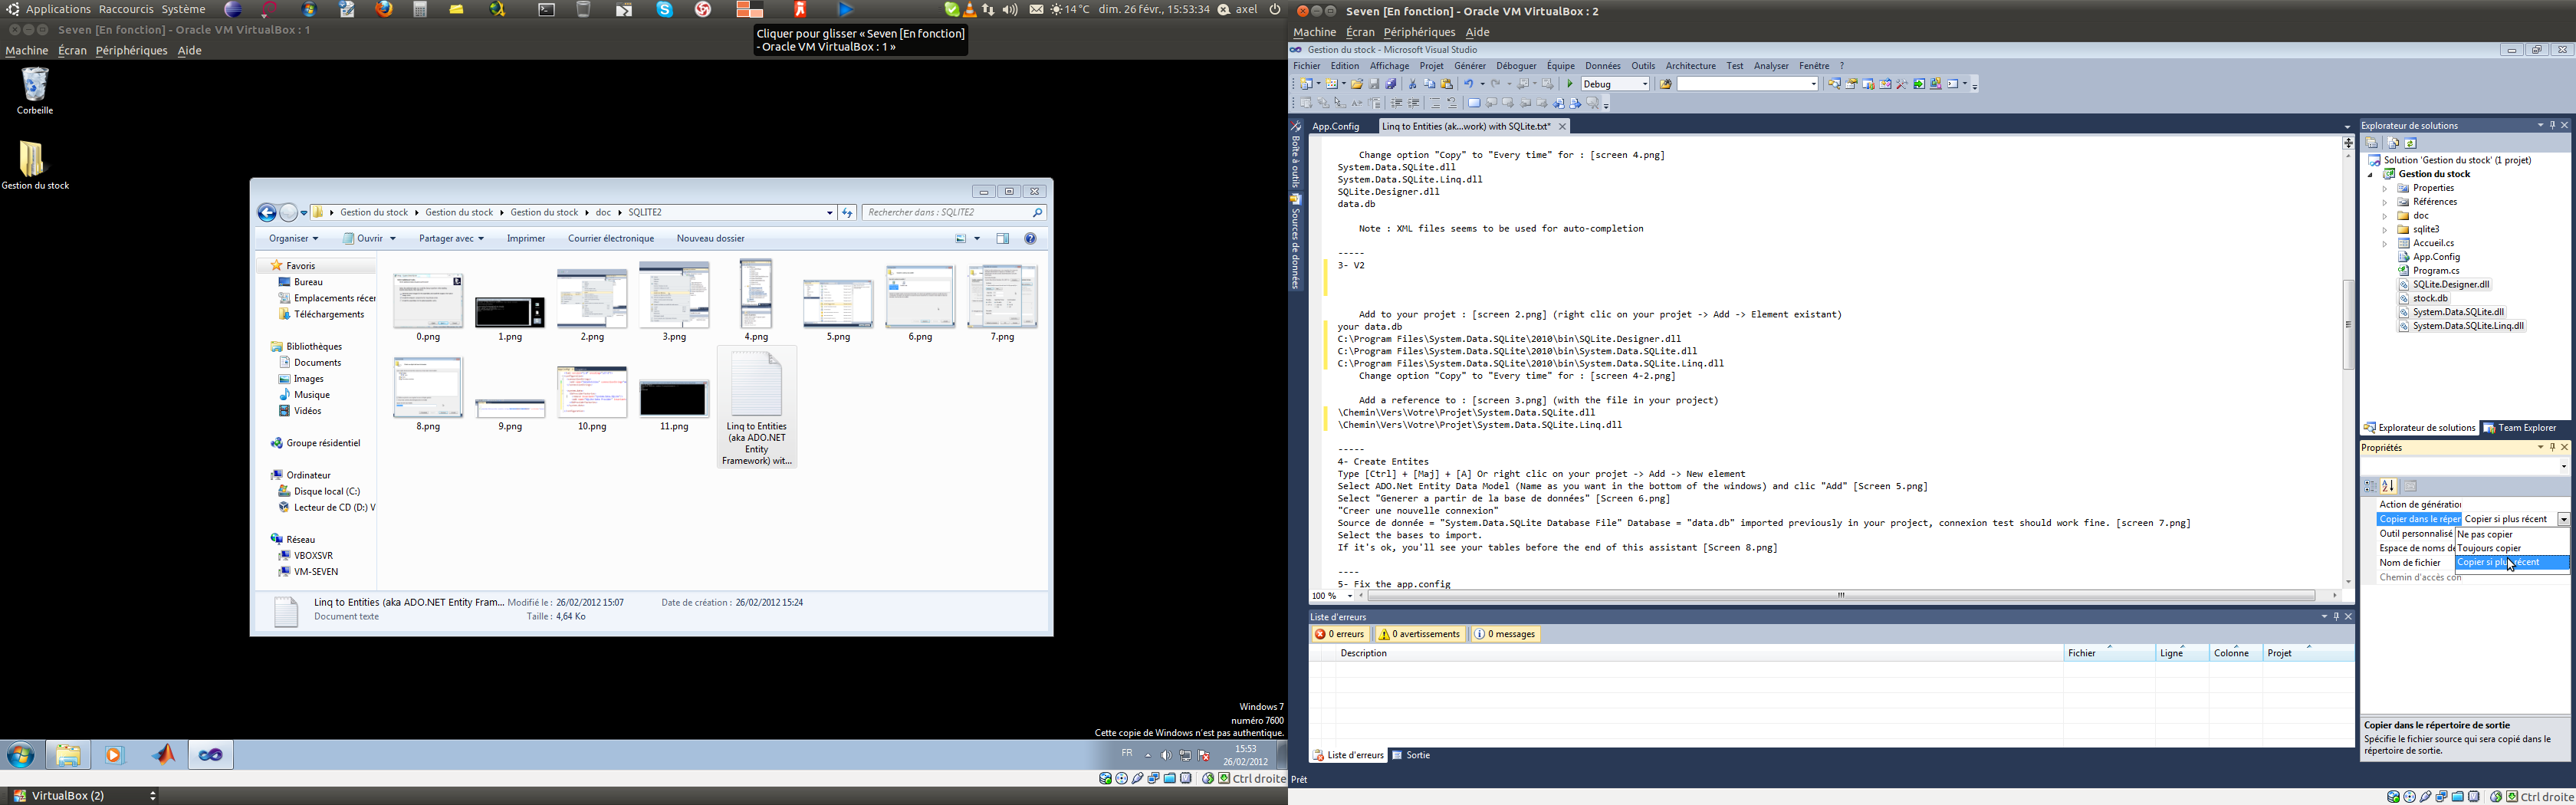 Applications Raccourcis Système
14 °C dim. 26 févr., 15:53:34 axel
Seven [En fonction] - Oracle VM VirtualBox : 1
Machine Écran Périphériques Aide
Cliquer pour glisser « Seven [En fonction]
- Oracle VM VirtualBox : 1 »
Corbeille
Gestion du stock
Gestion du stock Gestion du stock Gestion du stock doc SQLITE2
Rechercher dans : SQLITE2
Organiser Ouvrir Partager avec Imprimer Courrier électronique Nouveau dossier
Favoris
Bureau
Emplacements récer
Téléchargements
Bibliothèques
Documents
Images
Musique
Vidéos
Groupe résidentiel
Ordinateur
Disque local (C:)
Lecteur de CD (D:) V
Réseau
VBOXSVR
VM-SEVEN
0.png 1.png 2.png 3.png 4.png 5.png 6.png 7.png
8.png 9.png 10.png 11.png
Linq to Entities
(aka ADO.NET
Entity
Framework) wit...
Linq to Entities (aka ADO.NET Entity Fram... Modifié le : 26/02/2012 15:07 Date de création : 26/02/2012 15:24
Document texte Taille : 4,64 Ko
Windows 7
numéro 7600
Cette copie de Windows n'est pas authentique.
FR
15:53
26/02/2012
Ctrl droite
VirtualBox (2)
Seven [En fonction] - Oracle VM VirtualBox : 2
Machine Écran Périphériques Aide
Gestion du stock - Microsoft Visual Studio
Fichier Edition Affichage Projet Générer Déboguer Équipe Données Outils Architecture Test Analyser Fenêtre ?
Debug
Boîte à outils
Sources de données
App.Config Linq to Entities (ak...work) with SQLite.txt*
Change option "Copy" to "Every time" for : [screen 4.png]
System.Data.SQLite.dll
System.Data.SQLite.Linq.dll
SQLite.Designer.dll
data.db
Note : XML files seems to be used for auto-completion
-----
3- V2
Add to your projet : [screen 2.png] (right clic on your projet -> Add -> Element existant)
your data.db
C:\Program Files\System.Data.SQLite\2010\bin\SQLite.Designer.dll
C:\Program Files\System.Data.SQLite\2010\bin\System.Data.SQLite.dll
C:\Program Files\System.Data.SQLite\2010\bin\System.Data.SQLite.Linq.dll
Change option "Copy" to "Every time" for : [screen 4-2.png]
Add a reference to : [screen 3.png] (with the file in your project)
\Chemin\Vers\Votre\Projet\System.Data.SQLite.dll
\Chemin\Vers\Votre\Projet\System.Data.SQLite.Linq.dll
-----
4- Create Entites
Type [Ctrl] + [Maj] + [A] Or right clic on your projet -> Add -> New element
Select ADO.Net Entity Data Model (Name as you want in the bottom of the windows) and clic "Add" [Screen 5.png]
Select "Generer a partir de la base de données" [Screen 6.png]
"Creer une nouvelle connexion"
Source de donnée = "System.Data.SQLite Database File" Database = "data.db" imported previously in your project, connexion test should work fine. [screen 7.png]
Select the bases to import.
If it's ok, you'll see your tables before the end of this assistant [Screen 8.png]
----
5- Fix the app.config
100 %
Liste d'erreurs
0 erreurs 0 avertissements 0 messages
Description Fichier Ligne Colonne Projet
Liste d'erreurs Sortie
Prêt
Explorateur de solutions
Solution 'Gestion du stock' (1 projet)
Gestion du stock
Properties
Références
doc
sqlite3
Accueil.cs
App.Config
Program.cs
SQLite.Designer.dll
stock.db
System.Data.SQLite.dll
System.Data.SQLite.Linq.dll
Explorateur de solutions Team Explorer
Propriétés
Action de génération
Copier dans le réper Copier si plus récent
Outil personnalisé Ne pas copier
Espace de noms de Toujours copier
Nom de fichier Copier si plus récent
Chemin d'accès con
Copier dans le répertoire de sortie
Spécifie le fichier source qui sera copié dans le
répertoire de sortie.
Ctrl droite